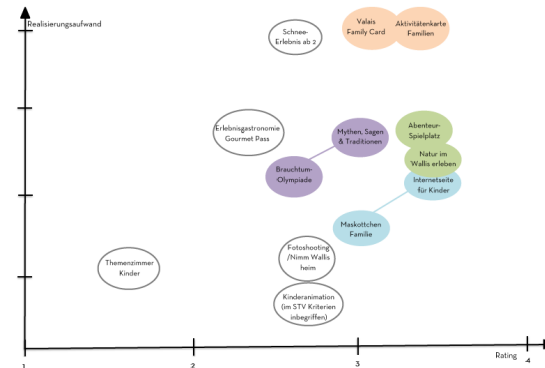 Realisierungsaufwand
Schnee-
Erlebnis ab 2
Valais
Family Card
Aktivitätenkarte
Familien
Erlebnisgastronomie
Gourmet Pass
Mythen, Sagen
& Traditionen
Abenteur-
Spielplatz
Natur im
Wallis erleben
Brauchtum-
Olympiade
Internetseite
für Kinder
Maskottchen
Familie
Themenzimmer
Kinder
Fotoshooting
/Nimm Wallis
heim
Kinderanimation
(im STV Kriterien
inbegriffen)
Rating
1
2
3
4